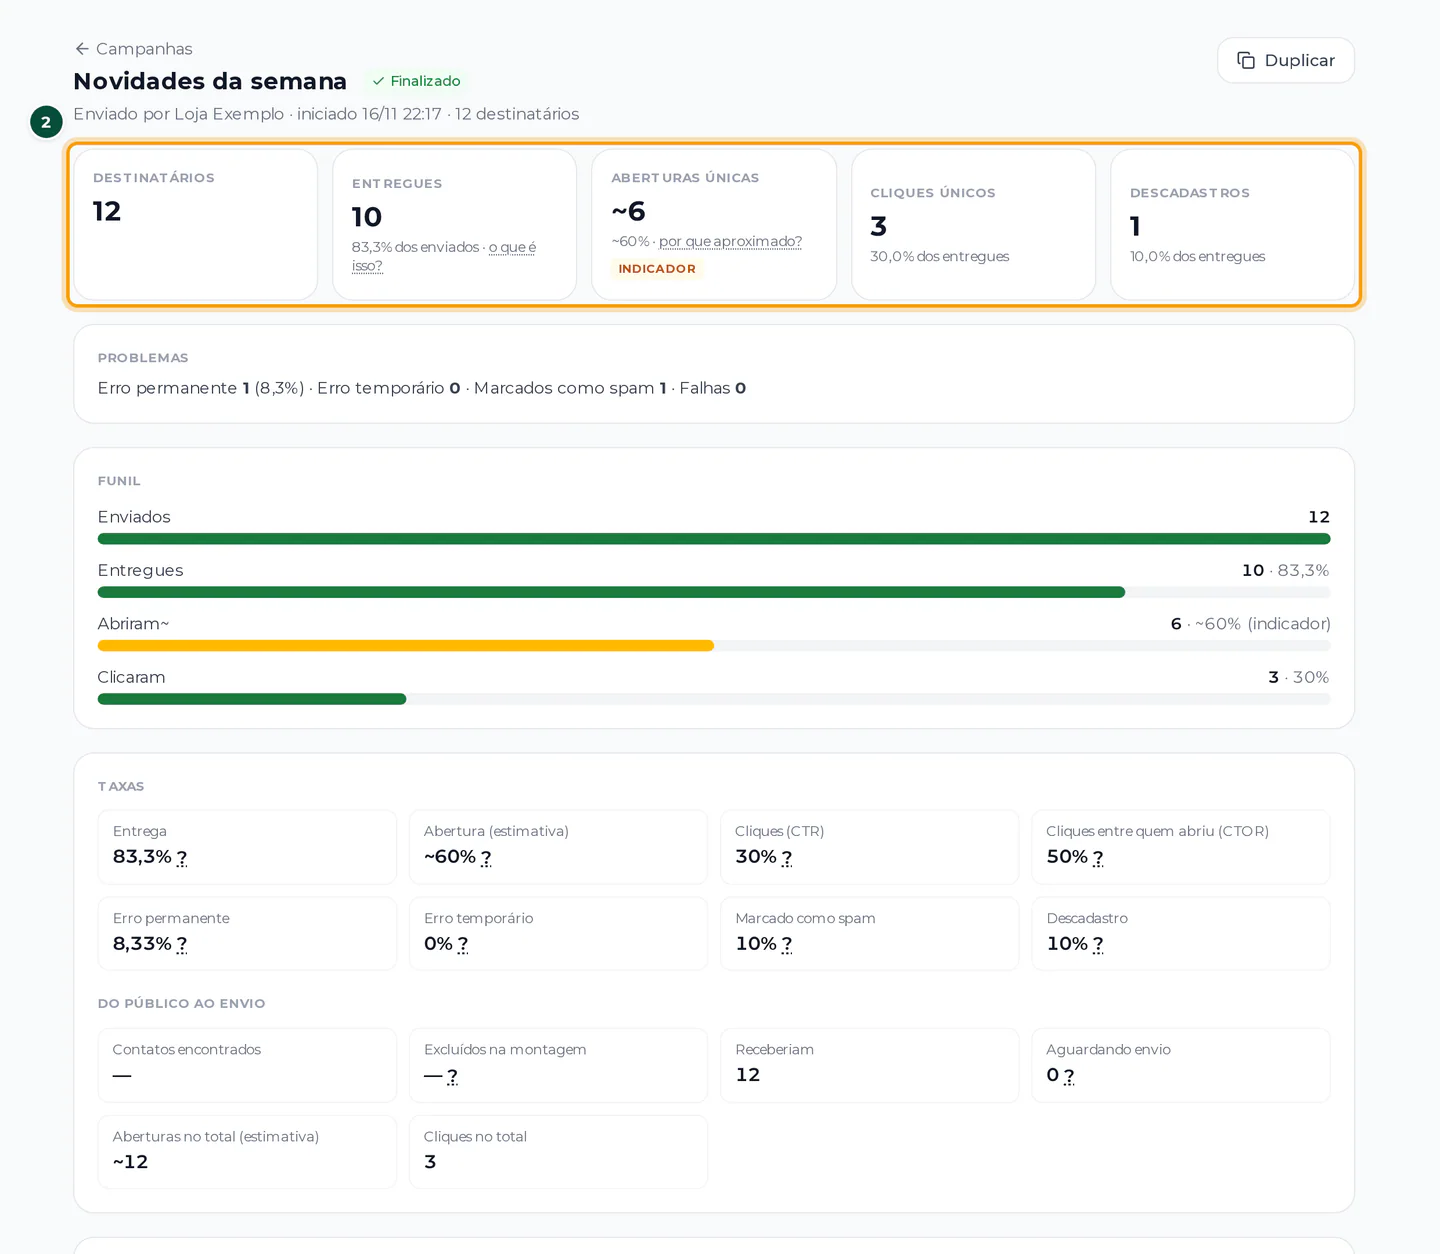 Campanhas
Novidades da semana
Finalizado
Duplicar
Enviado por Loja Exemplo · iniciado 16/11 22:17 · 12 destinatários
2
DESTINATÁRIOS
12
ENTREGUES
10
83,3% dos enviados · o que é
isso?
ABERTURAS ÚNICAS
~6
~60% · por que aproximado?
INDICADOR
CLIQUES ÚNICOS
3
30,0% dos entregues
DESCADASTROS
1
10,0% dos entregues
PROBLEMAS
Erro permanente 1 (8,3%) · Erro temporário 0 · Marcados como spam 1 · Falhas 0
FUNIL
Enviados 12
Entregues 10 · 83,3%
Abriram~ 6 · ~60% (indicador)
Clicaram 3 · 30%
TAXAS
Entrega
83,3% ?
Abertura (estimativa)
~60% ?
Cliques (CTR)
30% ?
Cliques entre quem abriu (CTOR)
50% ?
Erro permanente
8,33% ?
Erro temporário
0% ?
Marcado como spam
10% ?
Descadastro
10% ?
DO PÚBLICO AO ENVIO
Contatos encontrados
—
Excluídos na montagem
— ?
Receberiam
12
Aguardando envio
0 ?
Aberturas no total (estimativa)
~12
Cliques no total
3